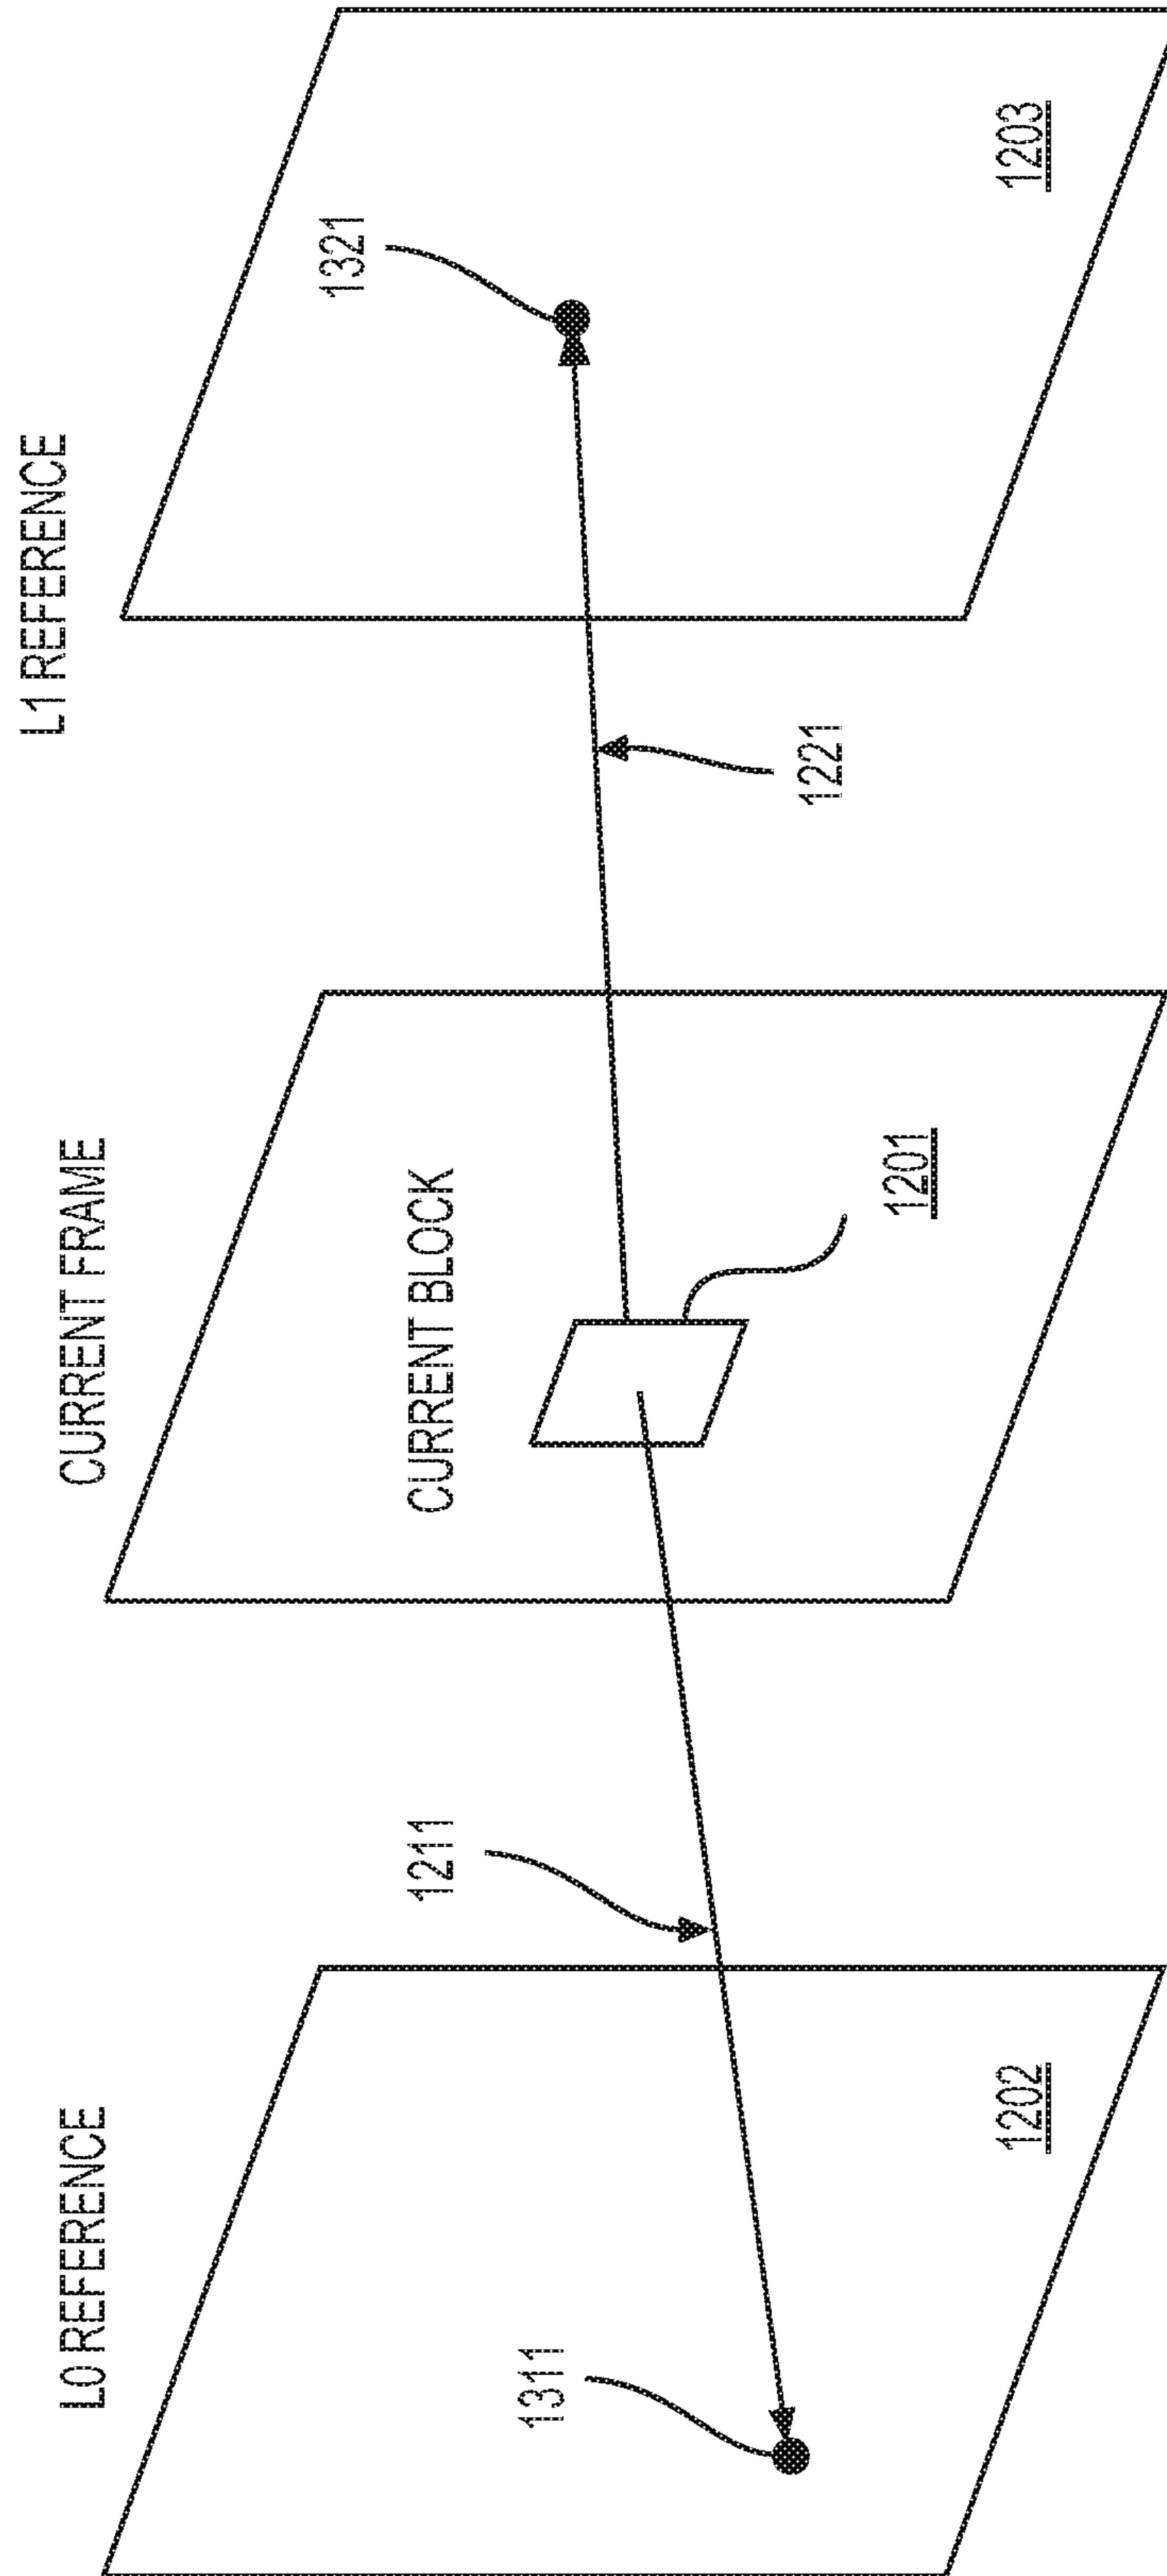 L0 REFERENCE
CURRENT FRAME
L1 REFERENCE
1311
1211
CURRENT BLOCK
1321
1221
1201
1202
1203